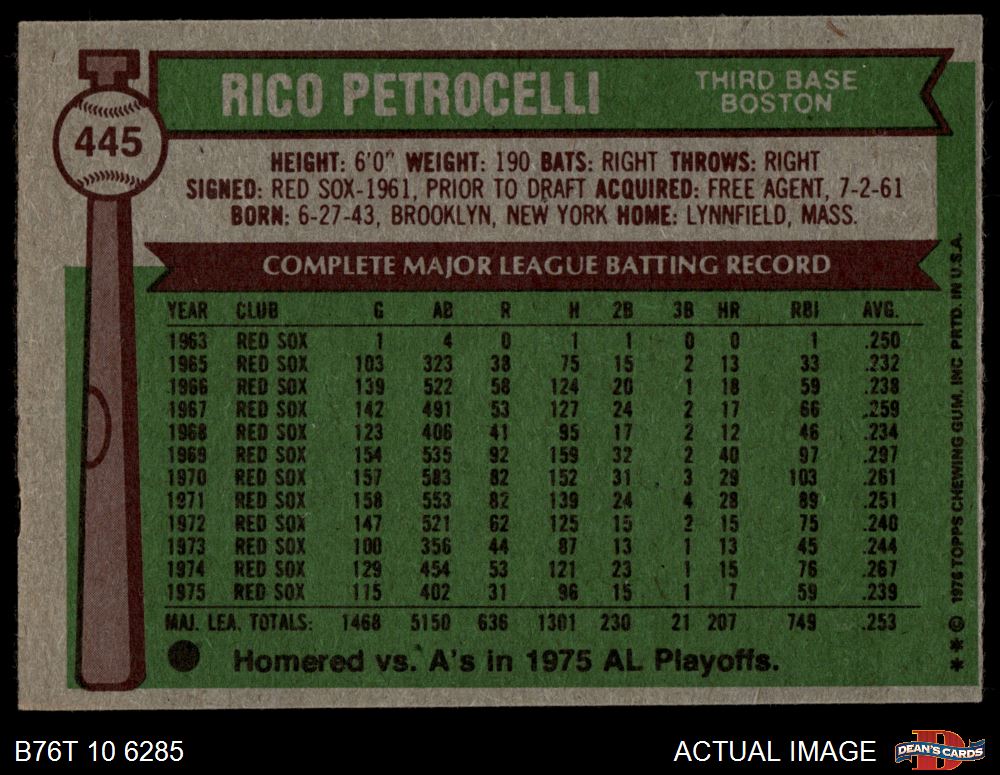 445
RICO PETROCELLI
THIRD BASE
BOSTON
HEIGHT: 6'0" WEIGHT: 190 BATS: RIGHT THROWS: RIGHT
SIGNED: RED SOX-1961, PRIOR TO DRAFT ACQUIRED: FREE AGENT, 7-2-61
BORN: 6-27-43, BROOKLYN, NEW YORK HOME: LYNNFIELD, MASS.
COMPLETE MAJOR LEAGUE BATTING RECORD
YEAR CLUB G AB R H 2B 3B HR RBI AVG.
1963 RED SOX 1 4 0 1 1 0 0 1 .250
1965 RED SOX 103 323 38 75 15 2 13 33 .232
1966 RED SOX 139 522 58 124 20 1 18 59 .238
1967 RED SOX 142 491 53 127 24 2 17 66 .259
1968 RED SOX 123 406 41 95 17 2 12 46 .234
1969 RED SOX 154 535 92 159 32 2 40 97 .297
1970 RED SOX 157 583 82 152 31 3 29 103 .261
1971 RED SOX 158 553 82 139 24 4 28 89 .251
1972 RED SOX 147 521 62 125 15 2 15 75 .240
1973 RED SOX 100 356 44 87 13 1 13 45 .244
1974 RED SOX 129 454 53 121 23 1 15 76 .267
1975 RED SOX 115 402 31 96 15 1 7 59 .239
MAJ. LEA. TOTALS: 1468 5150 636 1301 230 21 207 749 .253
Homered vs. A's in 1975 AL Playoffs.
** © 1976 TOPPS CHEWING GUM, INC PRTD. IN U.S.A.
B76T 10 6285
ACTUAL IMAGE
D
DEAN'S CARDS